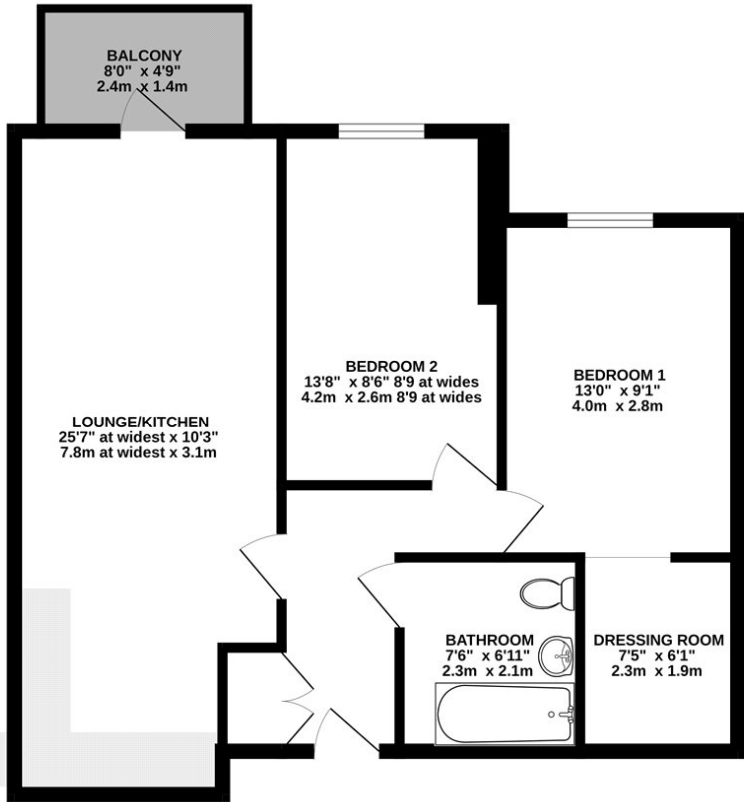 BALCONY
8'0" x 4'9"
2.4m x 1.4m
BEDROOM 2
13'8" x 8'6" 8'9 at wides
4.2m x 2.6m 8'9 at wides
BEDROOM 1
13'0" x 9'1"
4.0m x 2.8m
LOUNGE/KITCHEN
25'7" at widest x 10'3"
7.8m at widest x 3.1m
BATHROOM
7'6" x 6'11"
2.3m x 2.1m
DRESSING ROOM
7'5" x 6'1"
2.3m x 1.9m